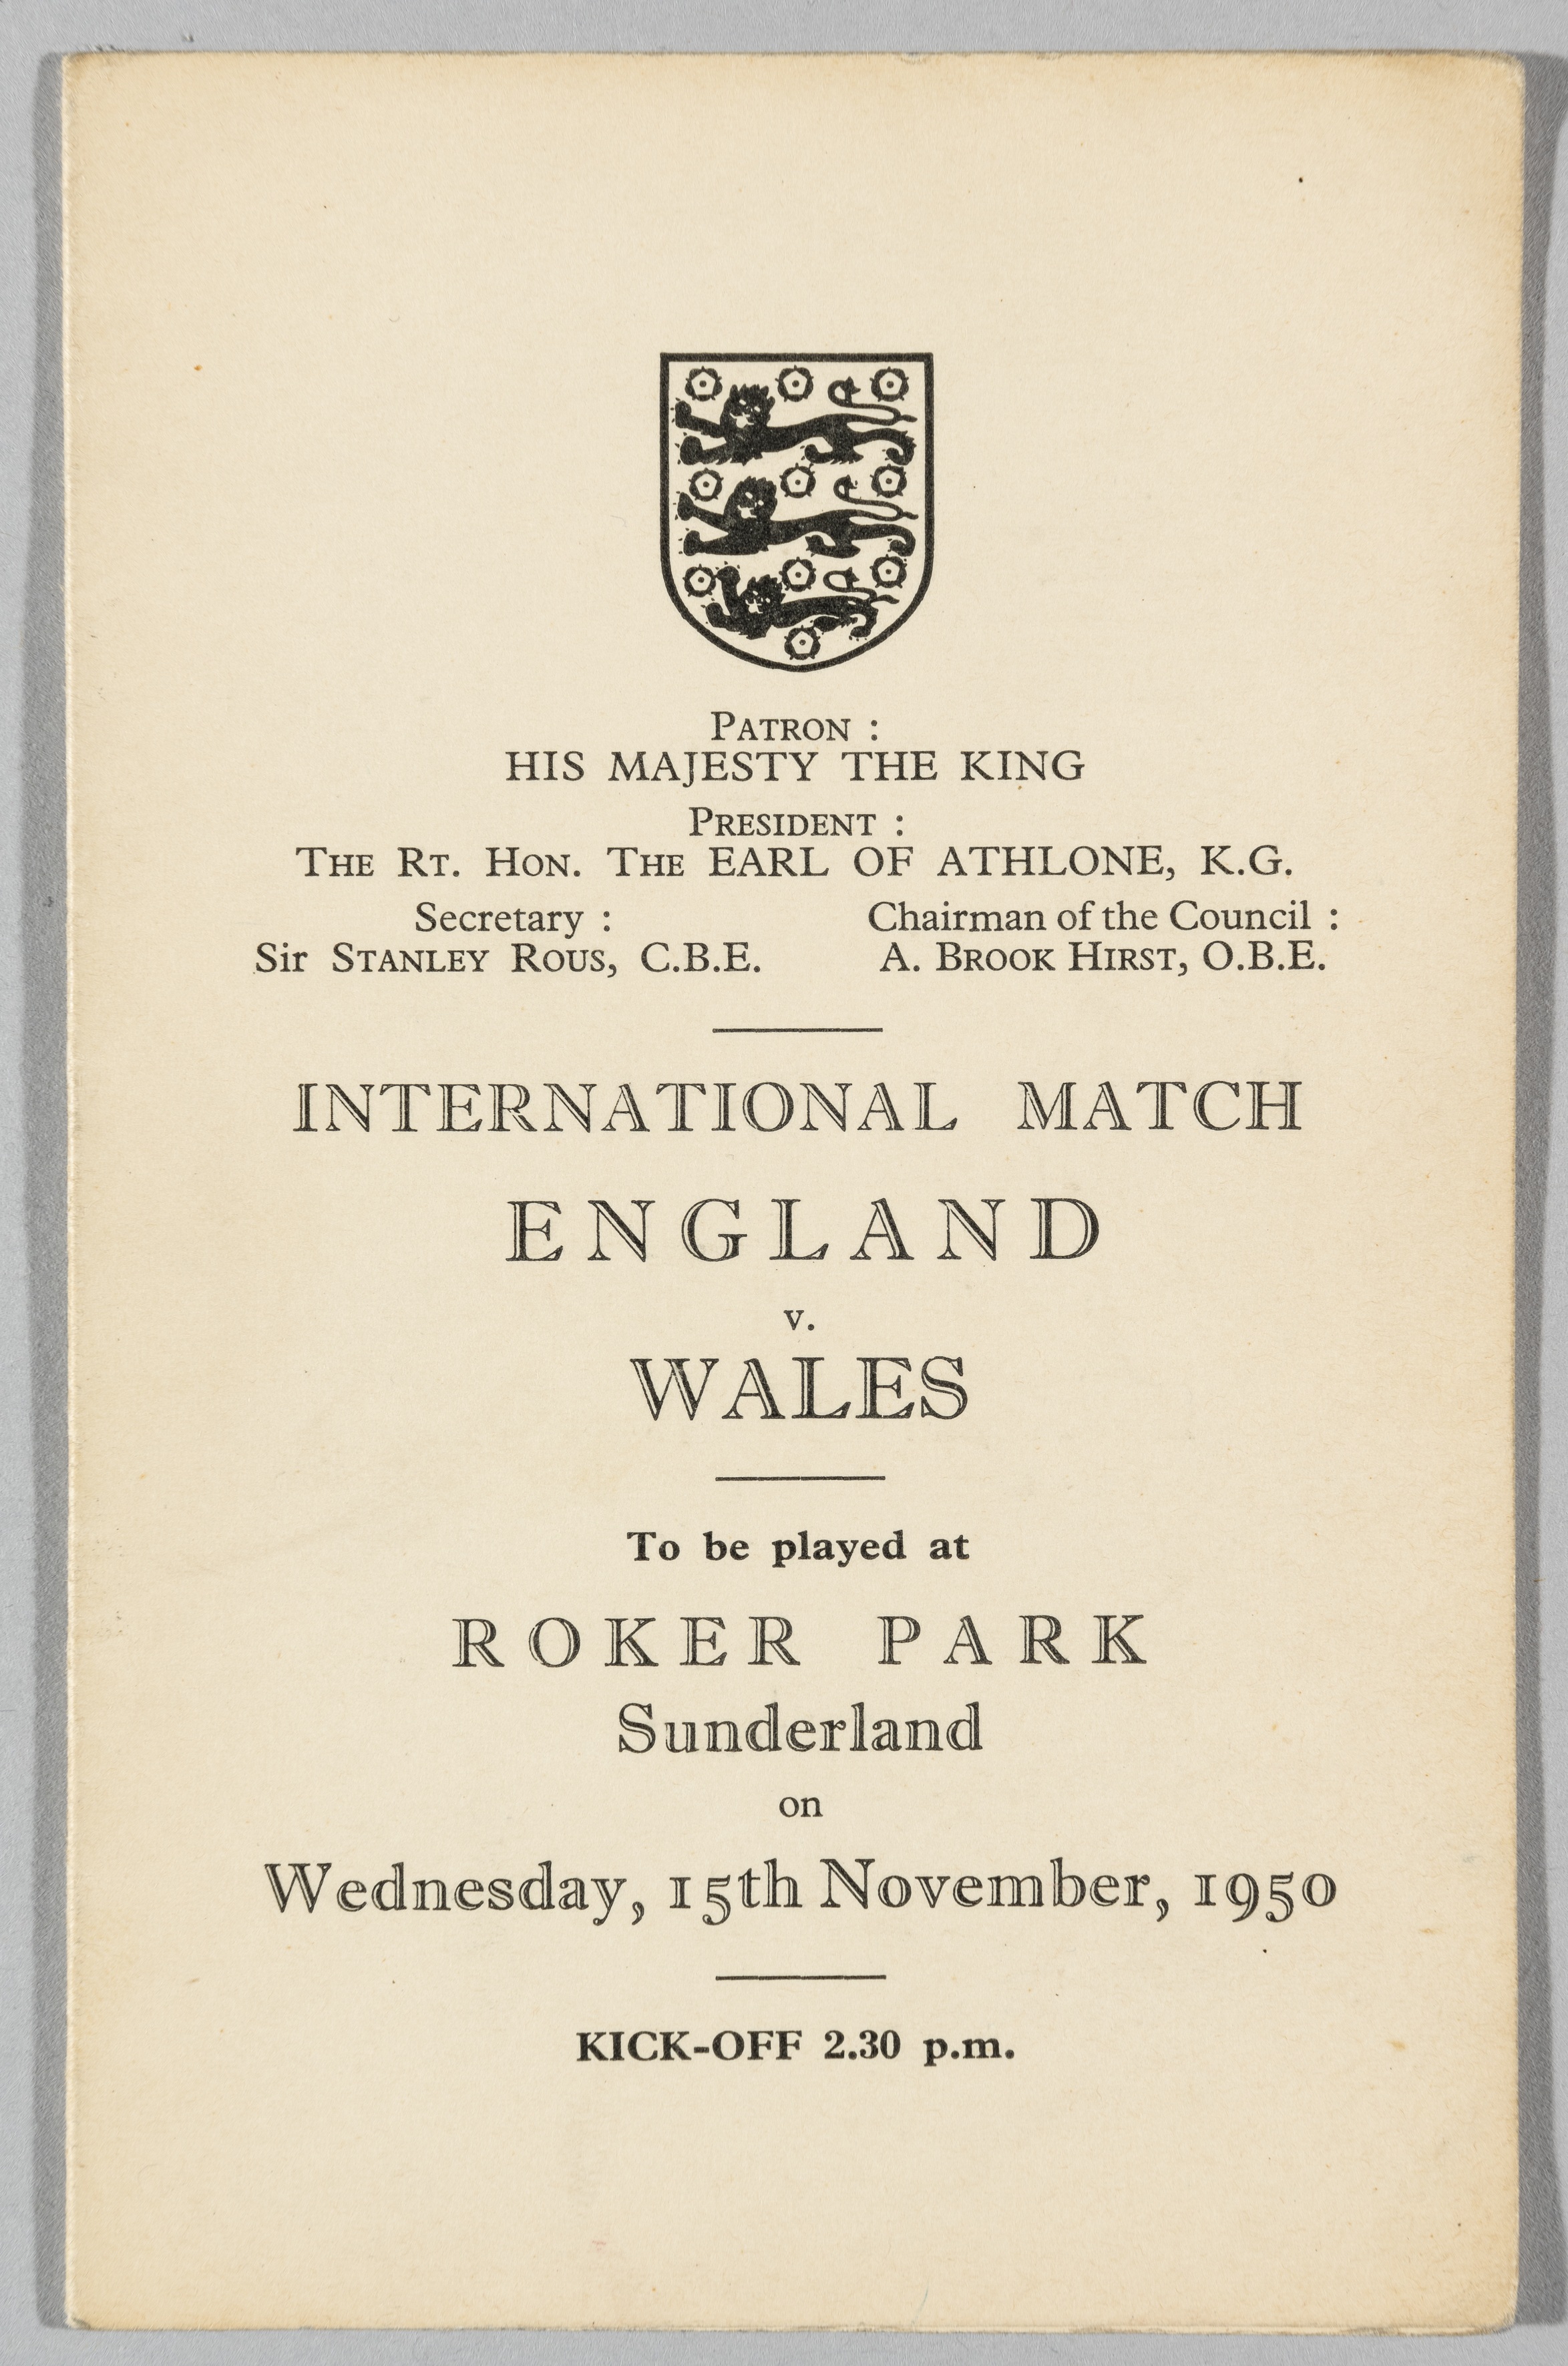 PATRON :
HIS MAJESTY THE KING
PRESIDENT :
THE RT. HON. THE EARL OF ATHLONE, K.G.
Secretary : Chairman of the Council :
Sir STANLEY ROUS, C.B.E. A. BROOK HIRST, O.B.E.
INTERNATIONAL MATCH
ENGLAND
v.
WALES
To be played at
ROKER PARK
Sunderland
on
Wednesday, 15th November, 1950
KICK-OFF 2.30 p.m.